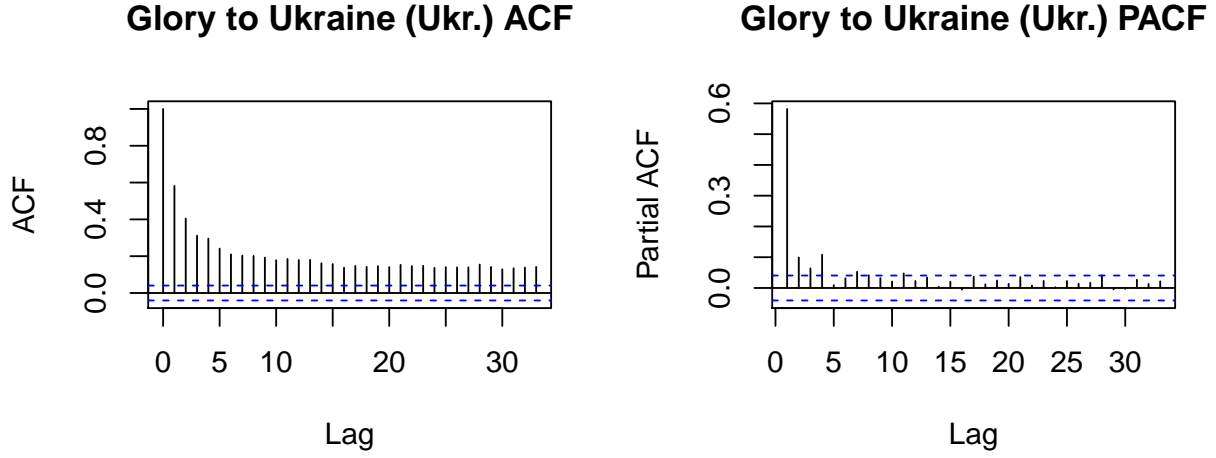 Glory to Ukraine (Ukr.) ACF
ACF
0.0 0.4 0.8
0 5 10 20 30
Lag
Glory to Ukraine (Ukr.) PACF
Partial ACF
0.0 0.3 0.6
0 5 10 15 20 25 30
Lag